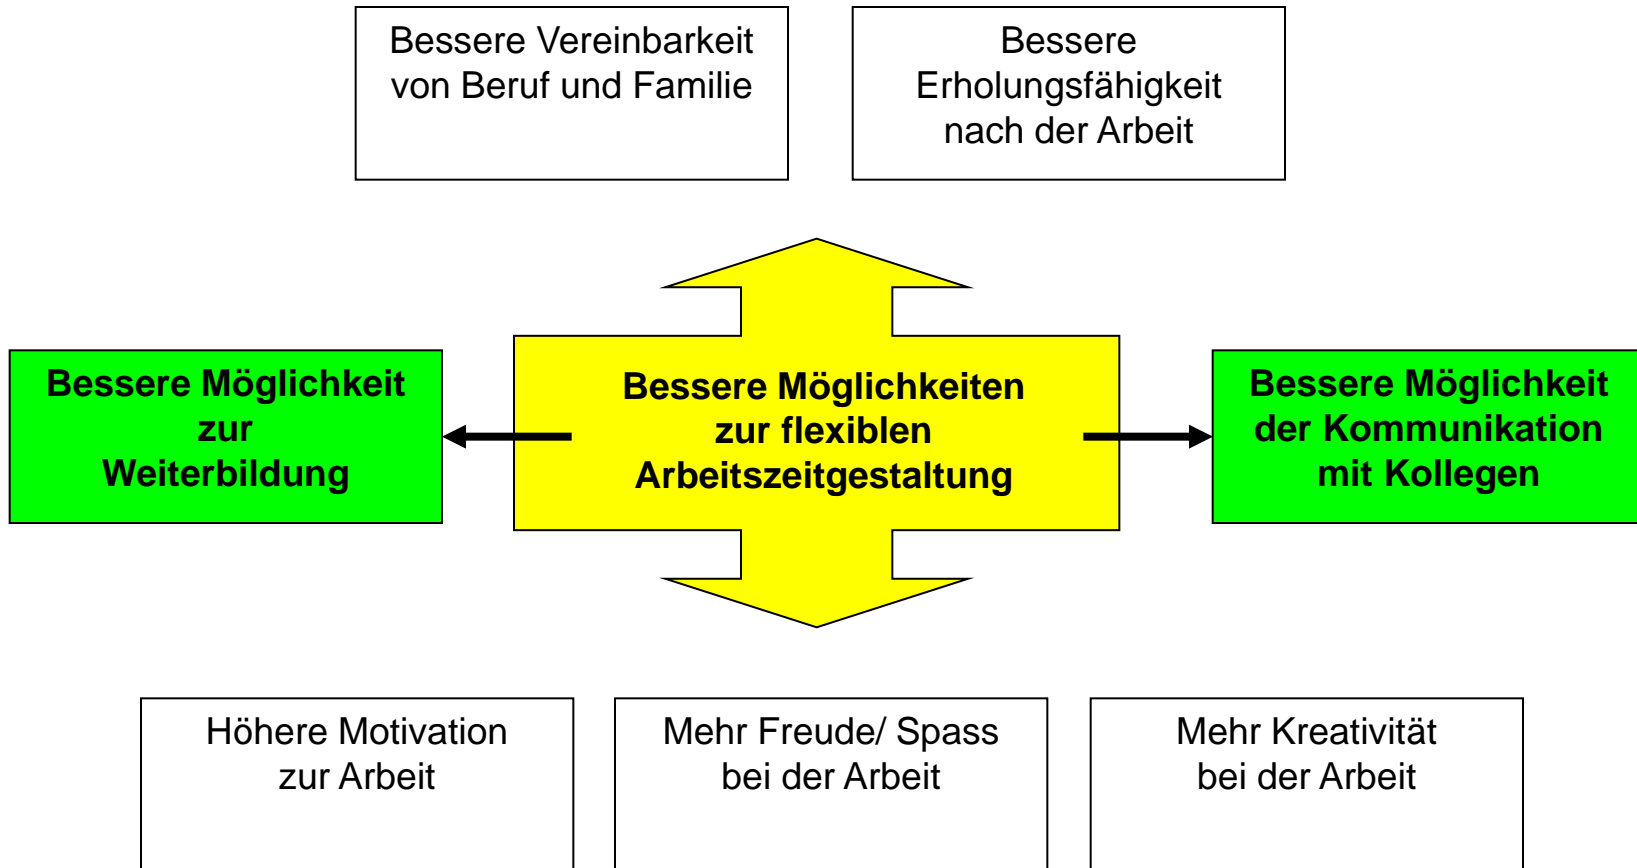 Bessere Vereinbarkeit
von Beruf und Familie
Bessere
Erholungsfähigkeit
nach der Arbeit
Bessere Möglichkeit
zur
Weiterbildung
Bessere Möglichkeiten
zur flexiblen
Arbeitszeitgestaltung
Bessere Möglichkeit
der Kommunikation
mit Kollegen
Höhere Motivation
zur Arbeit
Mehr Freude/ Spass
bei der Arbeit
Mehr Kreativität
bei der Arbeit